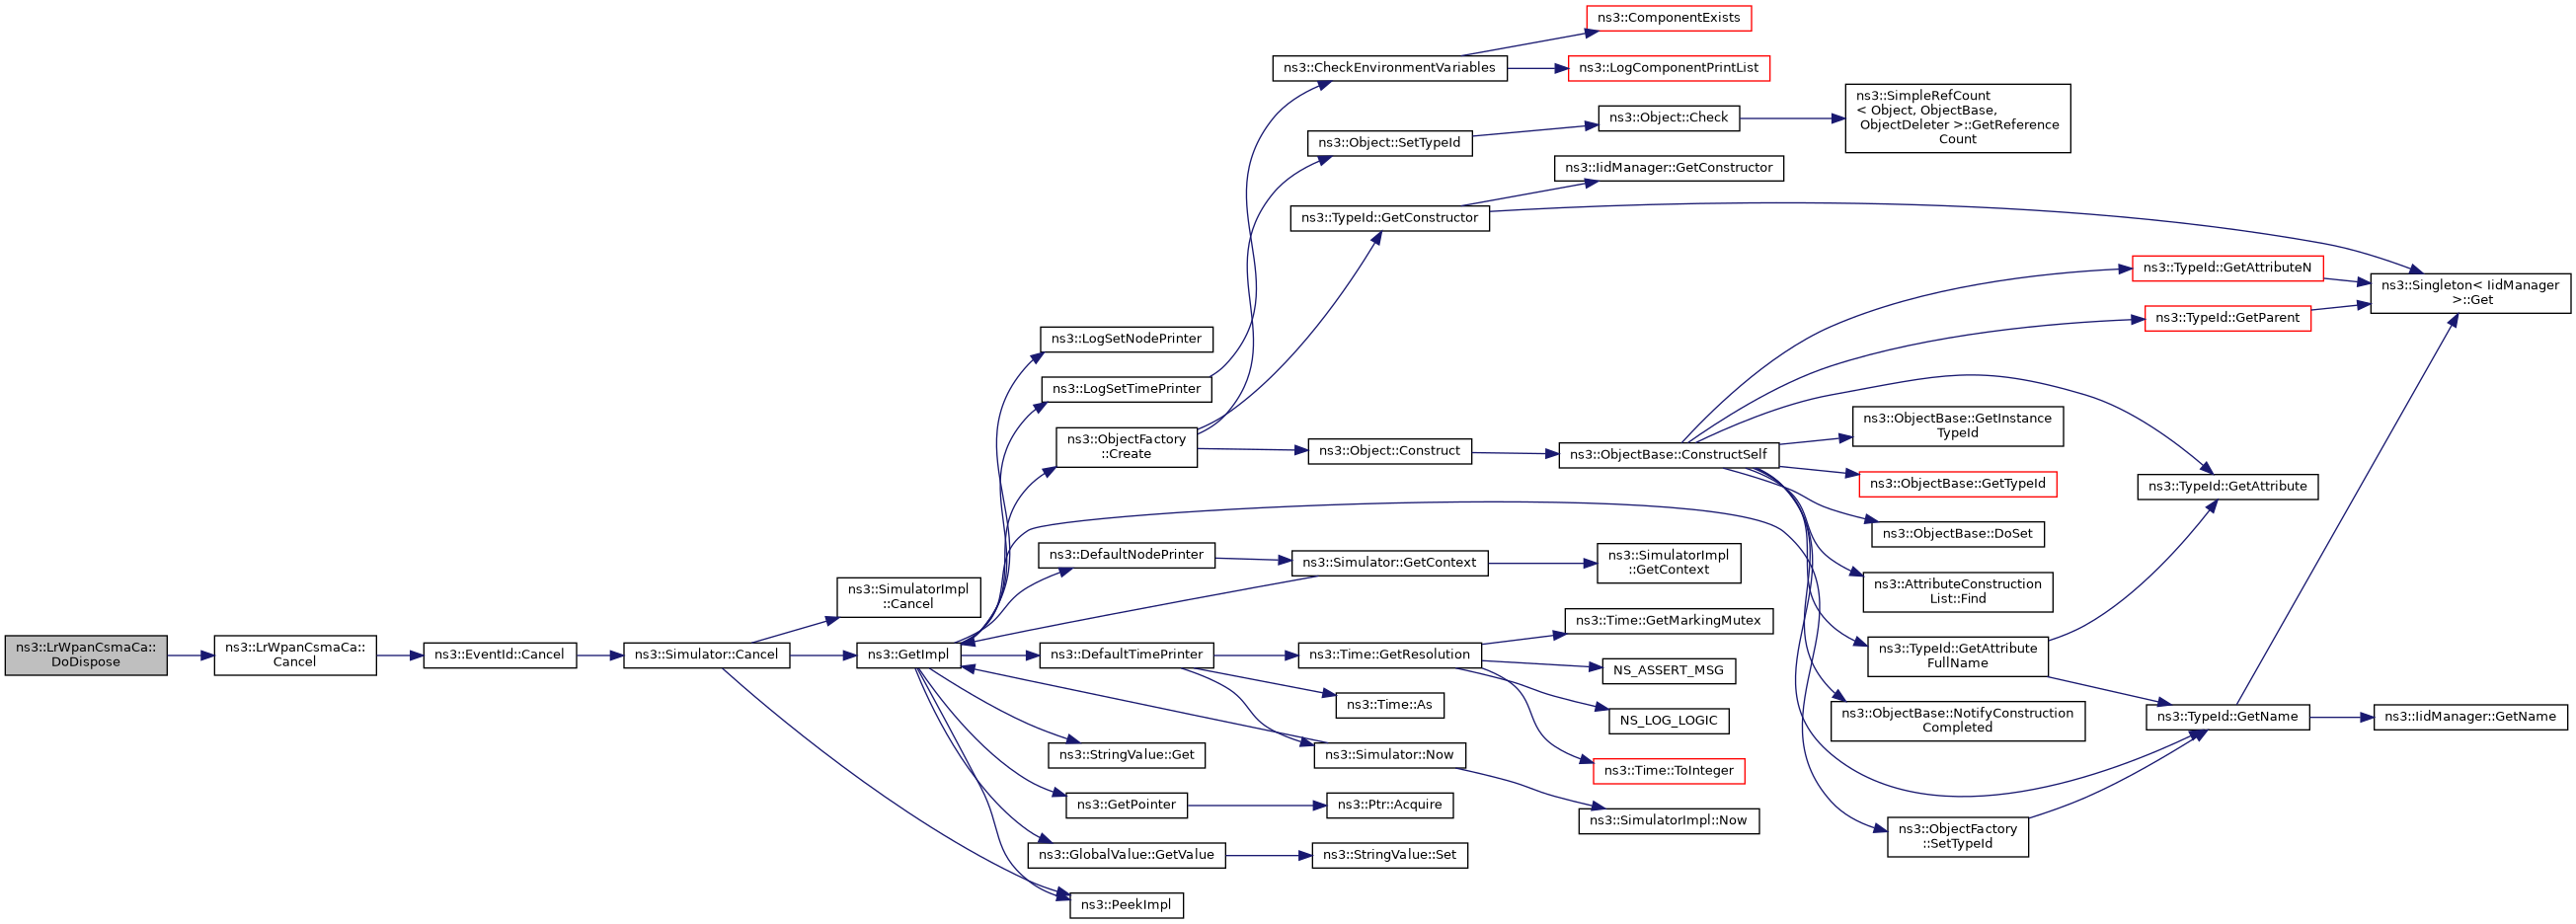 ns3::LrWpanCsmaCa::
DoDispose
ns3::LrWpanCsmaCa::
Cancel
ns3::EventId::Cancel
ns3::Simulator::Cancel
ns3::SimulatorImpl
::Cancel
ns3::GetImpl
ns3::LogSetNodePrinter
ns3::LogSetTimePrinter
ns3::ObjectFactory
::Create
ns3::DefaultNodePrinter
ns3::DefaultTimePrinter
ns3::StringValue::Get
ns3::GetPointer
ns3::GlobalValue::GetValue
ns3::PeekImpl
ns3::CheckEnvironmentVariables
ns3::Object::SetTypeId
ns3::TypeId::GetConstructor
ns3::Object::Construct
ns3::Simulator::GetContext
ns3::Time::GetResolution
ns3::Time::As
ns3::Simulator::Now
ns3::Ptr::Acquire
ns3::StringValue::Set
ns3::ComponentExists
ns3::LogComponentPrintList
ns3::Object::Check
ns3::IidManager::GetConstructor
ns3::ObjectBase::ConstructSelf
ns3::SimulatorImpl
::GetContext
ns3::Time::GetMarkingMutex
NS_ASSERT_MSG
NS_LOG_LOGIC
ns3::Time::ToInteger
ns3::SimulatorImpl::Now
ns3::SimpleRefCount
< Object, ObjectBase,
ObjectDeleter >::GetReference
Count
ns3::ObjectBase::GetInstance
TypeId
ns3::ObjectBase::GetTypeId
ns3::ObjectBase::DoSet
ns3::AttributeConstruction
List::Find
ns3::TypeId::GetAttribute
FullName
ns3::ObjectBase::NotifyConstruction
Completed
ns3::ObjectFactory
::SetTypeId
ns3::TypeId::GetAttributeN
ns3::TypeId::GetParent
ns3::TypeId::GetAttribute
ns3::TypeId::GetName
ns3::Singleton< IidManager
>::Get
ns3::IidManager::GetName